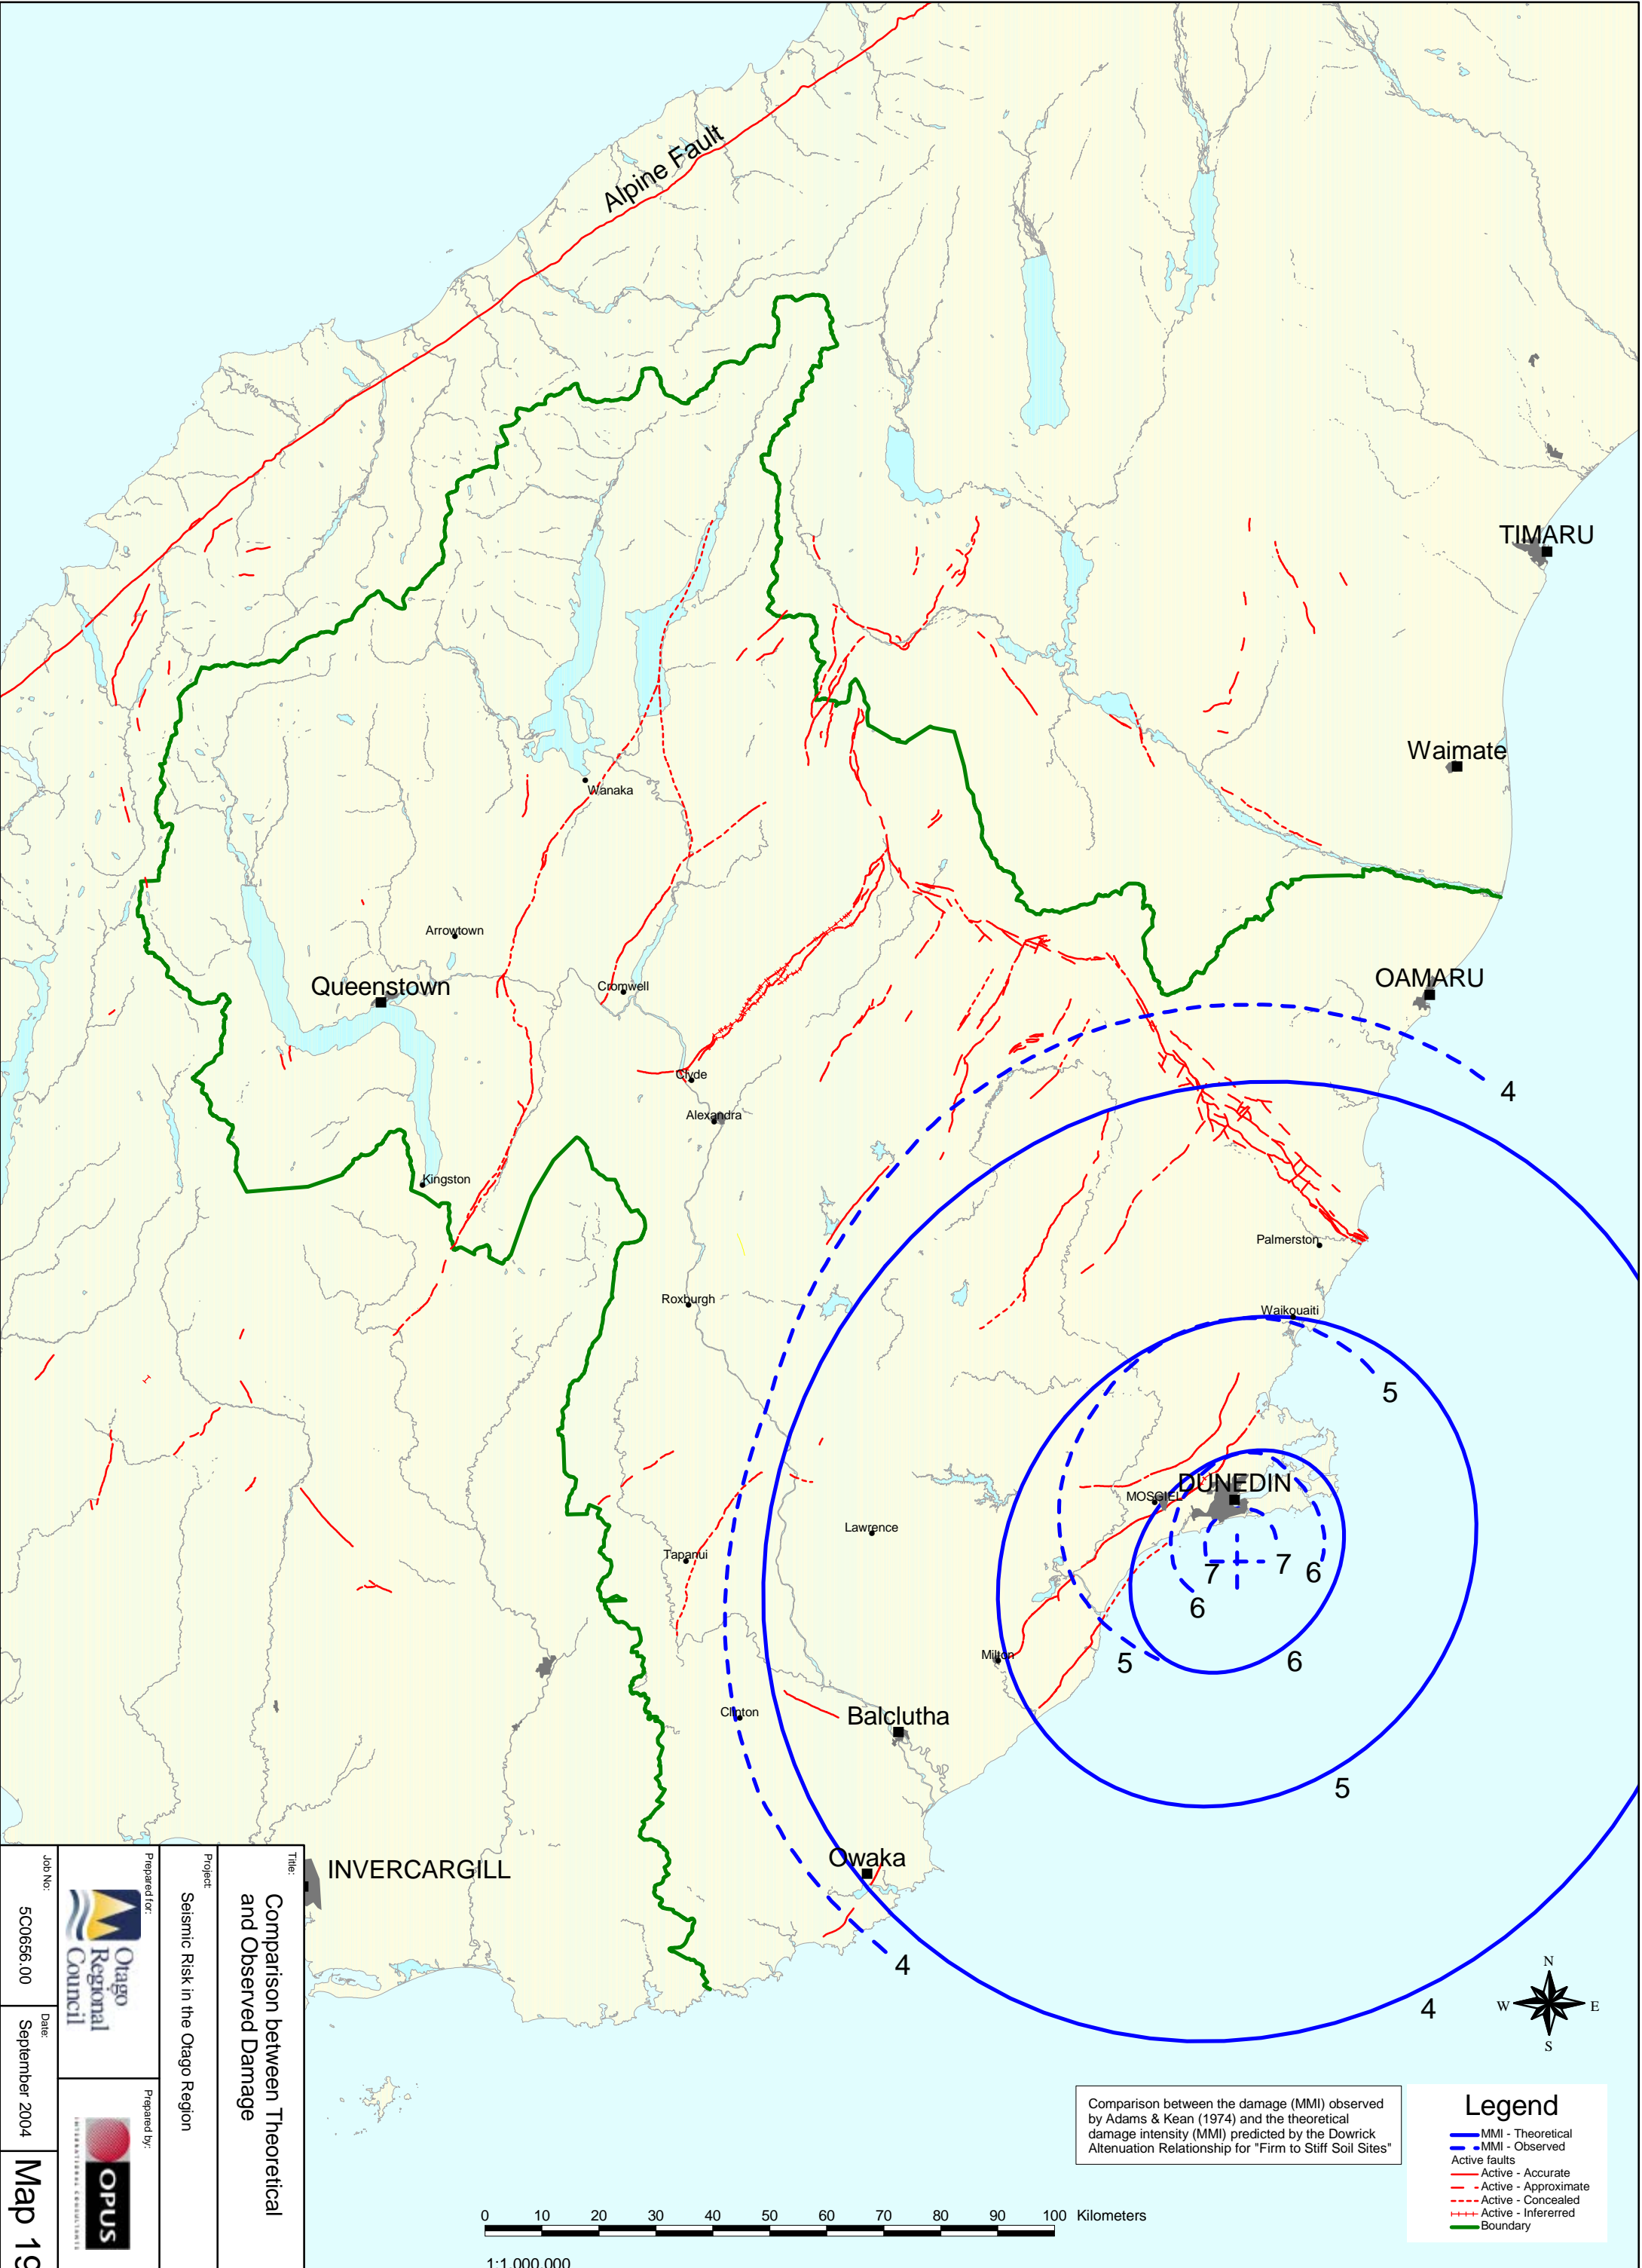 Alpine Fault
TIMARU
Waimate
Wanaka
Arrowtown
Queenstown
Cromwell
OAMARU
Clyde
4
Alexandra
Kingston
Palmerston
Roxburgh
Waikouaiti
5
DUNEDIN
MOSGIEL
Lawrence
Tapanui
7
7
6
6
Milton
5
6
Clinton
Balclutha
5
Owaka
INVERCARGILL
4
4
N
W
E
S
Comparison between the damage (MMI) observed
by Adams & Kean (1974) and the theoretical
damage intensity (MMI) predicted by the Dowrick
Altenuation Relationship for "Firm to Stiff Soil Sites"
Legend
MMI - Theoretical
MMI - Observed
Active faults
Active - Accurate
Active - Approximate
Active - Concealed
Active - Infererred
Boundary
0 10 20 30 40 50 60 70 80 90 100 Kilometers
1:1,000,000
Title:
Comparison between Theoretical
and Observed Damage
Project:
Seismic Risk in the Otago Region
Prepared for:
Otago
Regional
Council
Prepared by:
OPUS
INTERNATIONAL CONSULTANTS
Job No:
5C0656.00
Date:
September 2004
Map 19